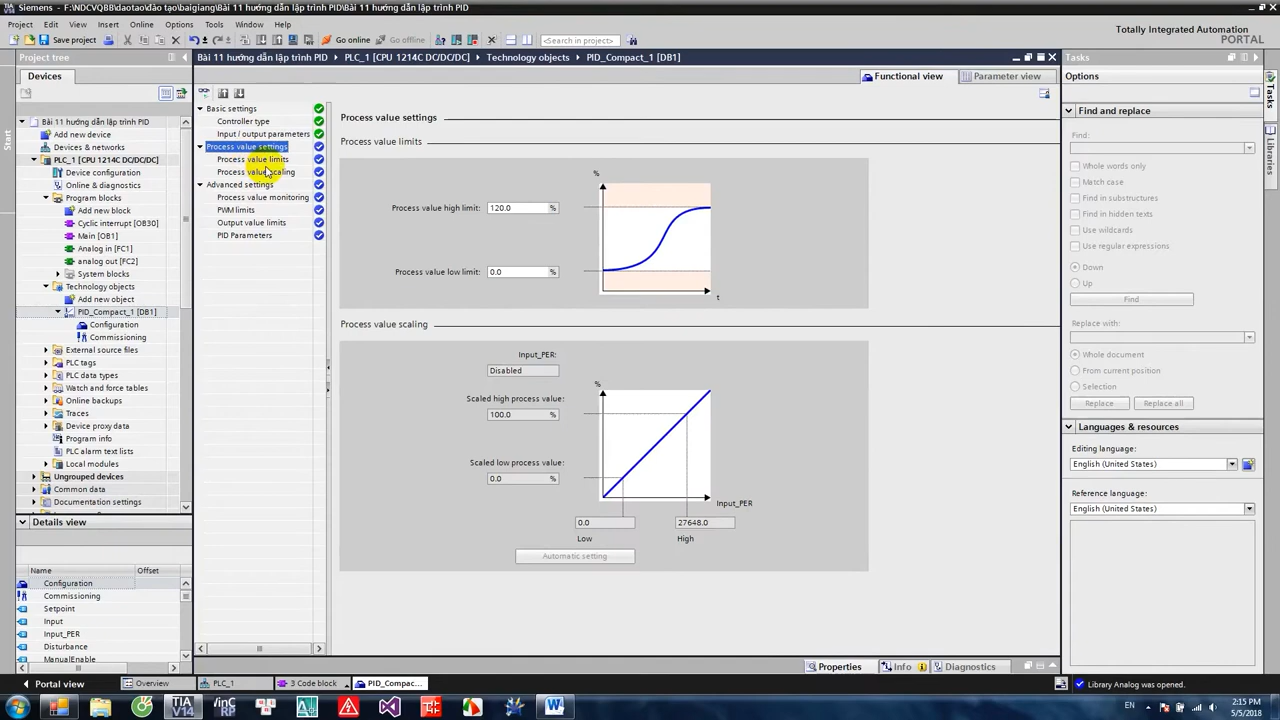 Siemens - F:\NDCVQBB\daotao\đào tạo\baigiang\Bài 11 hướng dẫn lập trình PID\Bài 11 hướng dẫn lập trình PID
Project Edit View Insert Online Options Tools Window Help
Totally Integrated Automation
PORTAL
Save project Go online Go offline <Search in project>
Project tree
Bài 11 hướng dẫn lập trình PID PLC_1 [CPU 1214C DC/DC/DC] Technology objects PID_Compact_1 [DB1]
Tasks
Devices
Functional view Parameter view
Options
Start
Bài 11 hướng dẫn lập trình PID
Add new device
Devices & networks
PLC_1 [CPU 1214C DC/DC/DC]
Device configuration
Online & diagnostics
Program blocks
Add new block
Cyclic interrupt [OB30]
Main [OB1]
Analog in [FC1]
analog out [FC2]
System blocks
Technology objects
Add new object
PID_Compact_1 [DB1]
Configuration
Commissioning
External source files
PLC tags
PLC data types
Watch and force tables
Online backups
Traces
Device proxy data
Program info
PLC alarm text lists
Local modules
Ungrouped devices
Common data
Documentation settings
Details view
Name Offset
Configuration
Commissioning
Setpoint
Input
Input_PER
Disturbance
ManualEnable
Basic settings
Controller type
Input / output parameters
Process value settings
Process value limits
Process value scaling
Advanced settings
Process value monitoring
PWM limits
Output value limits
PID Parameters
Process value settings
Process value limits
%
Process value high limit: 120.0 %
Process value low limit: 0.0 %
t
Process value scaling
Input_PER:
Disabled
%
Scaled high process value:
100.0 %
Scaled low process value:
0.0 %
Input_PER
0.0 27648.0
Low High
Automatic setting
Properties Info Diagnostics
Find and replace
Find:
Whole words only
Match case
Find in substructures
Find in hidden texts
Use wildcards
Use regular expressions
Down
Up
Find
Replace with:
Whole document
From current position
Selection
Replace Replace all
Languages & resources
Editing language:
English (United States)
Reference language:
English (United States)
Tasks
Libraries
Portal view Overview PLC_1 3 Code block PID_Compac... Library Analog was opened.
TIA
V14
EN
2:15 PM
5/5/2018